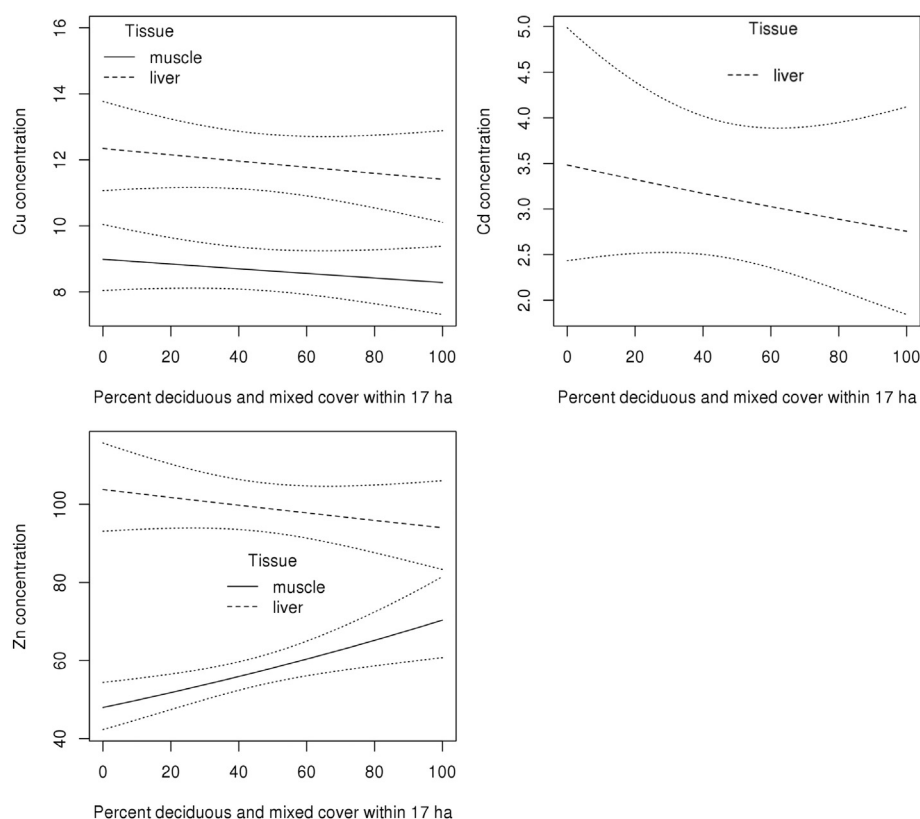 Tissue
muscle
liver
Cu concentration
8
10
12
14
16
0 20 40 60 80 100
Percent deciduous and mixed cover within 17 ha
Tissue
liver
Cd concentration
2.0
2.5
3.0
3.5
4.0
4.5
5.0
0 20 40 60 80 100
Percent deciduous and mixed cover within 17 ha
Tissue
muscle
liver
Zn concentration
40
60
80
100
0 20 40 60 80 100
Percent deciduous and mixed cover within 17 ha